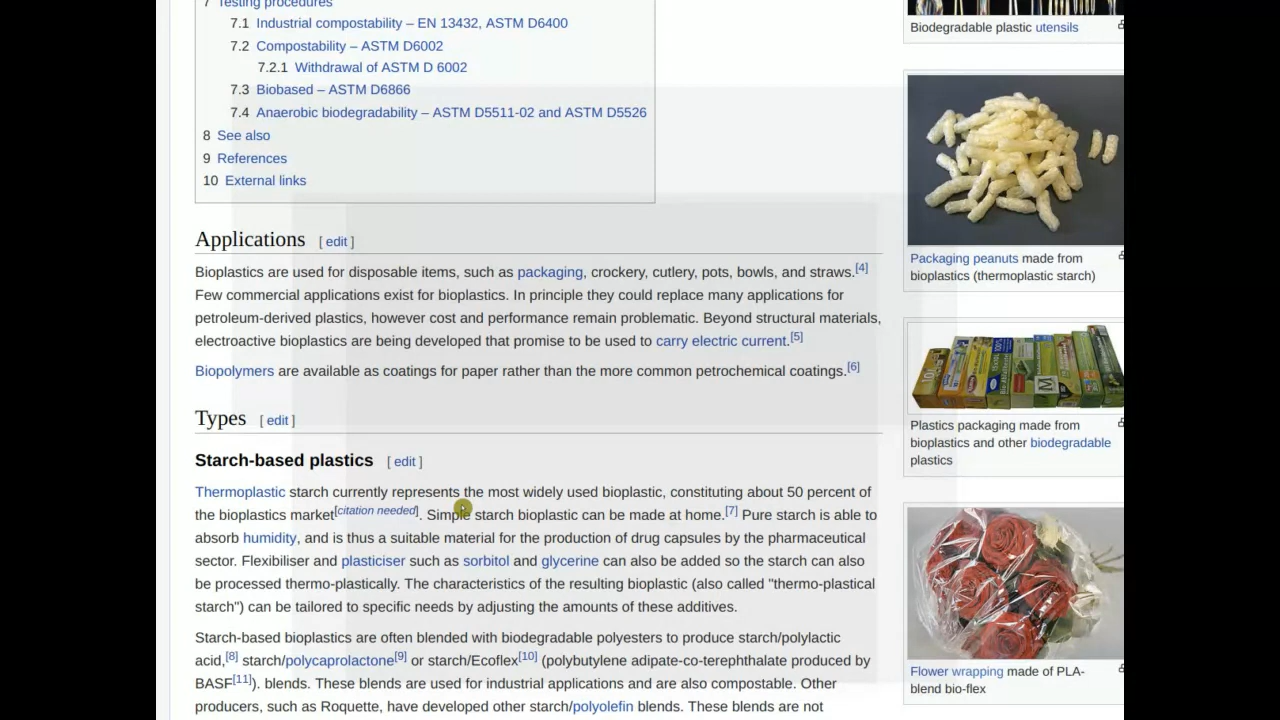 7 Testing procedures
7.1 Industrial compostability – EN 13432, ASTM D6400
7.2 Compostability – ASTM D6002
7.2.1 Withdrawal of ASTM D 6002
7.3 Biobased – ASTM D6866
7.4 Anaerobic biodegradability – ASTM D5511-02 and ASTM D5526
8 See also
9 References
10 External links
Applications [ edit ]
Bioplastics are used for disposable items, such as packaging, crockery, cutlery, pots, bowls, and straws.[4]
Few commercial applications exist for bioplastics. In principle they could replace many applications for
petroleum-derived plastics, however cost and performance remain problematic. Beyond structural materials,
electroactive bioplastics are being developed that promise to be used to carry electric current.[5]
Biopolymers are available as coatings for paper rather than the more common petrochemical coatings.[6]
Types [ edit ]
Starch-based plastics [ edit ]
Thermoplastic starch currently represents the most widely used bioplastic, constituting about 50 percent of
the bioplastics market[citation needed]. Simple starch bioplastic can be made at home.[7] Pure starch is able to
absorb humidity, and is thus a suitable material for the production of drug capsules by the pharmaceutical
sector. Flexibiliser and plasticiser such as sorbitol and glycerine can also be added so the starch can also
be processed thermo-plastically. The characteristics of the resulting bioplastic (also called "thermo-plastical
starch") can be tailored to specific needs by adjusting the amounts of these additives.
Starch-based bioplastics are often blended with biodegradable polyesters to produce starch/polylactic
acid,[8] starch/polycaprolactone[9] or starch/Ecoflex[10] (polybutylene adipate-co-terephthalate produced by
BASF[11]). blends. These blends are used for industrial applications and are also compostable. Other
producers, such as Roquette, have developed other starch/polyolefin blends. These blends are not
Biodegradable plastic utensils
Packaging peanuts made from
bioplastics (thermoplastic starch)
Plastics packaging made from
bioplastics and other biodegradable
plastics
Flower wrapping made of PLA-
blend bio-flex